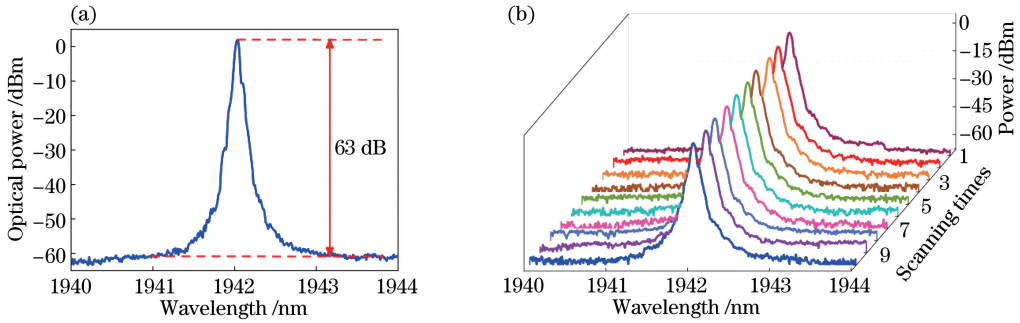 (a)
0
−10
−20
−30
−40
−50
−60
Optical power /dBm
63 dB
1940 1941 1942 1943 1944
Wavelength /nm
(b)
0
−15
−30
−45
−60
Power /dBm
1
3
5
7
9
Scanning times
1940 1941 1942 1943 1944
Wavelength /nm